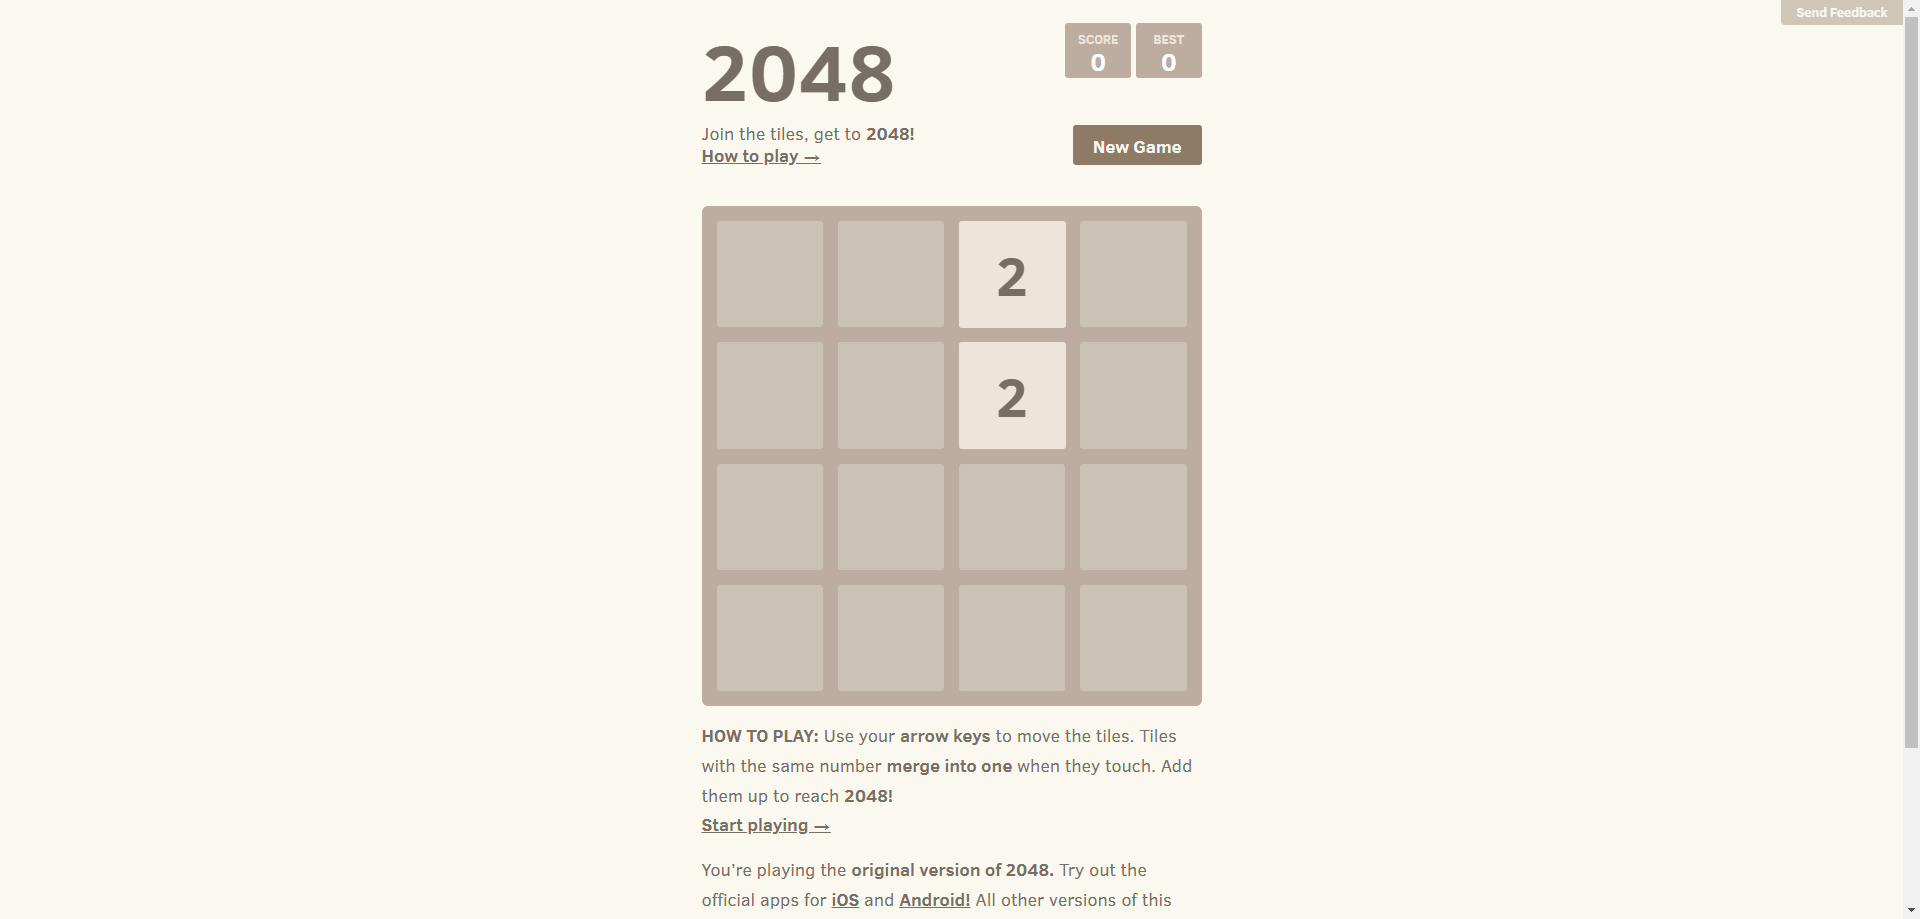 Send Feedback
2048
SCORE
0
BEST
0
Join the tiles, get to 2048!
How to play →
New Game
2
2
HOW TO PLAY: Use your arrow keys to move the tiles. Tiles
with the same number merge into one when they touch. Add
them up to reach 2048!
Start playing →
You’re playing the original version of 2048. Try out the
official apps for iOS and Android! All other versions of this